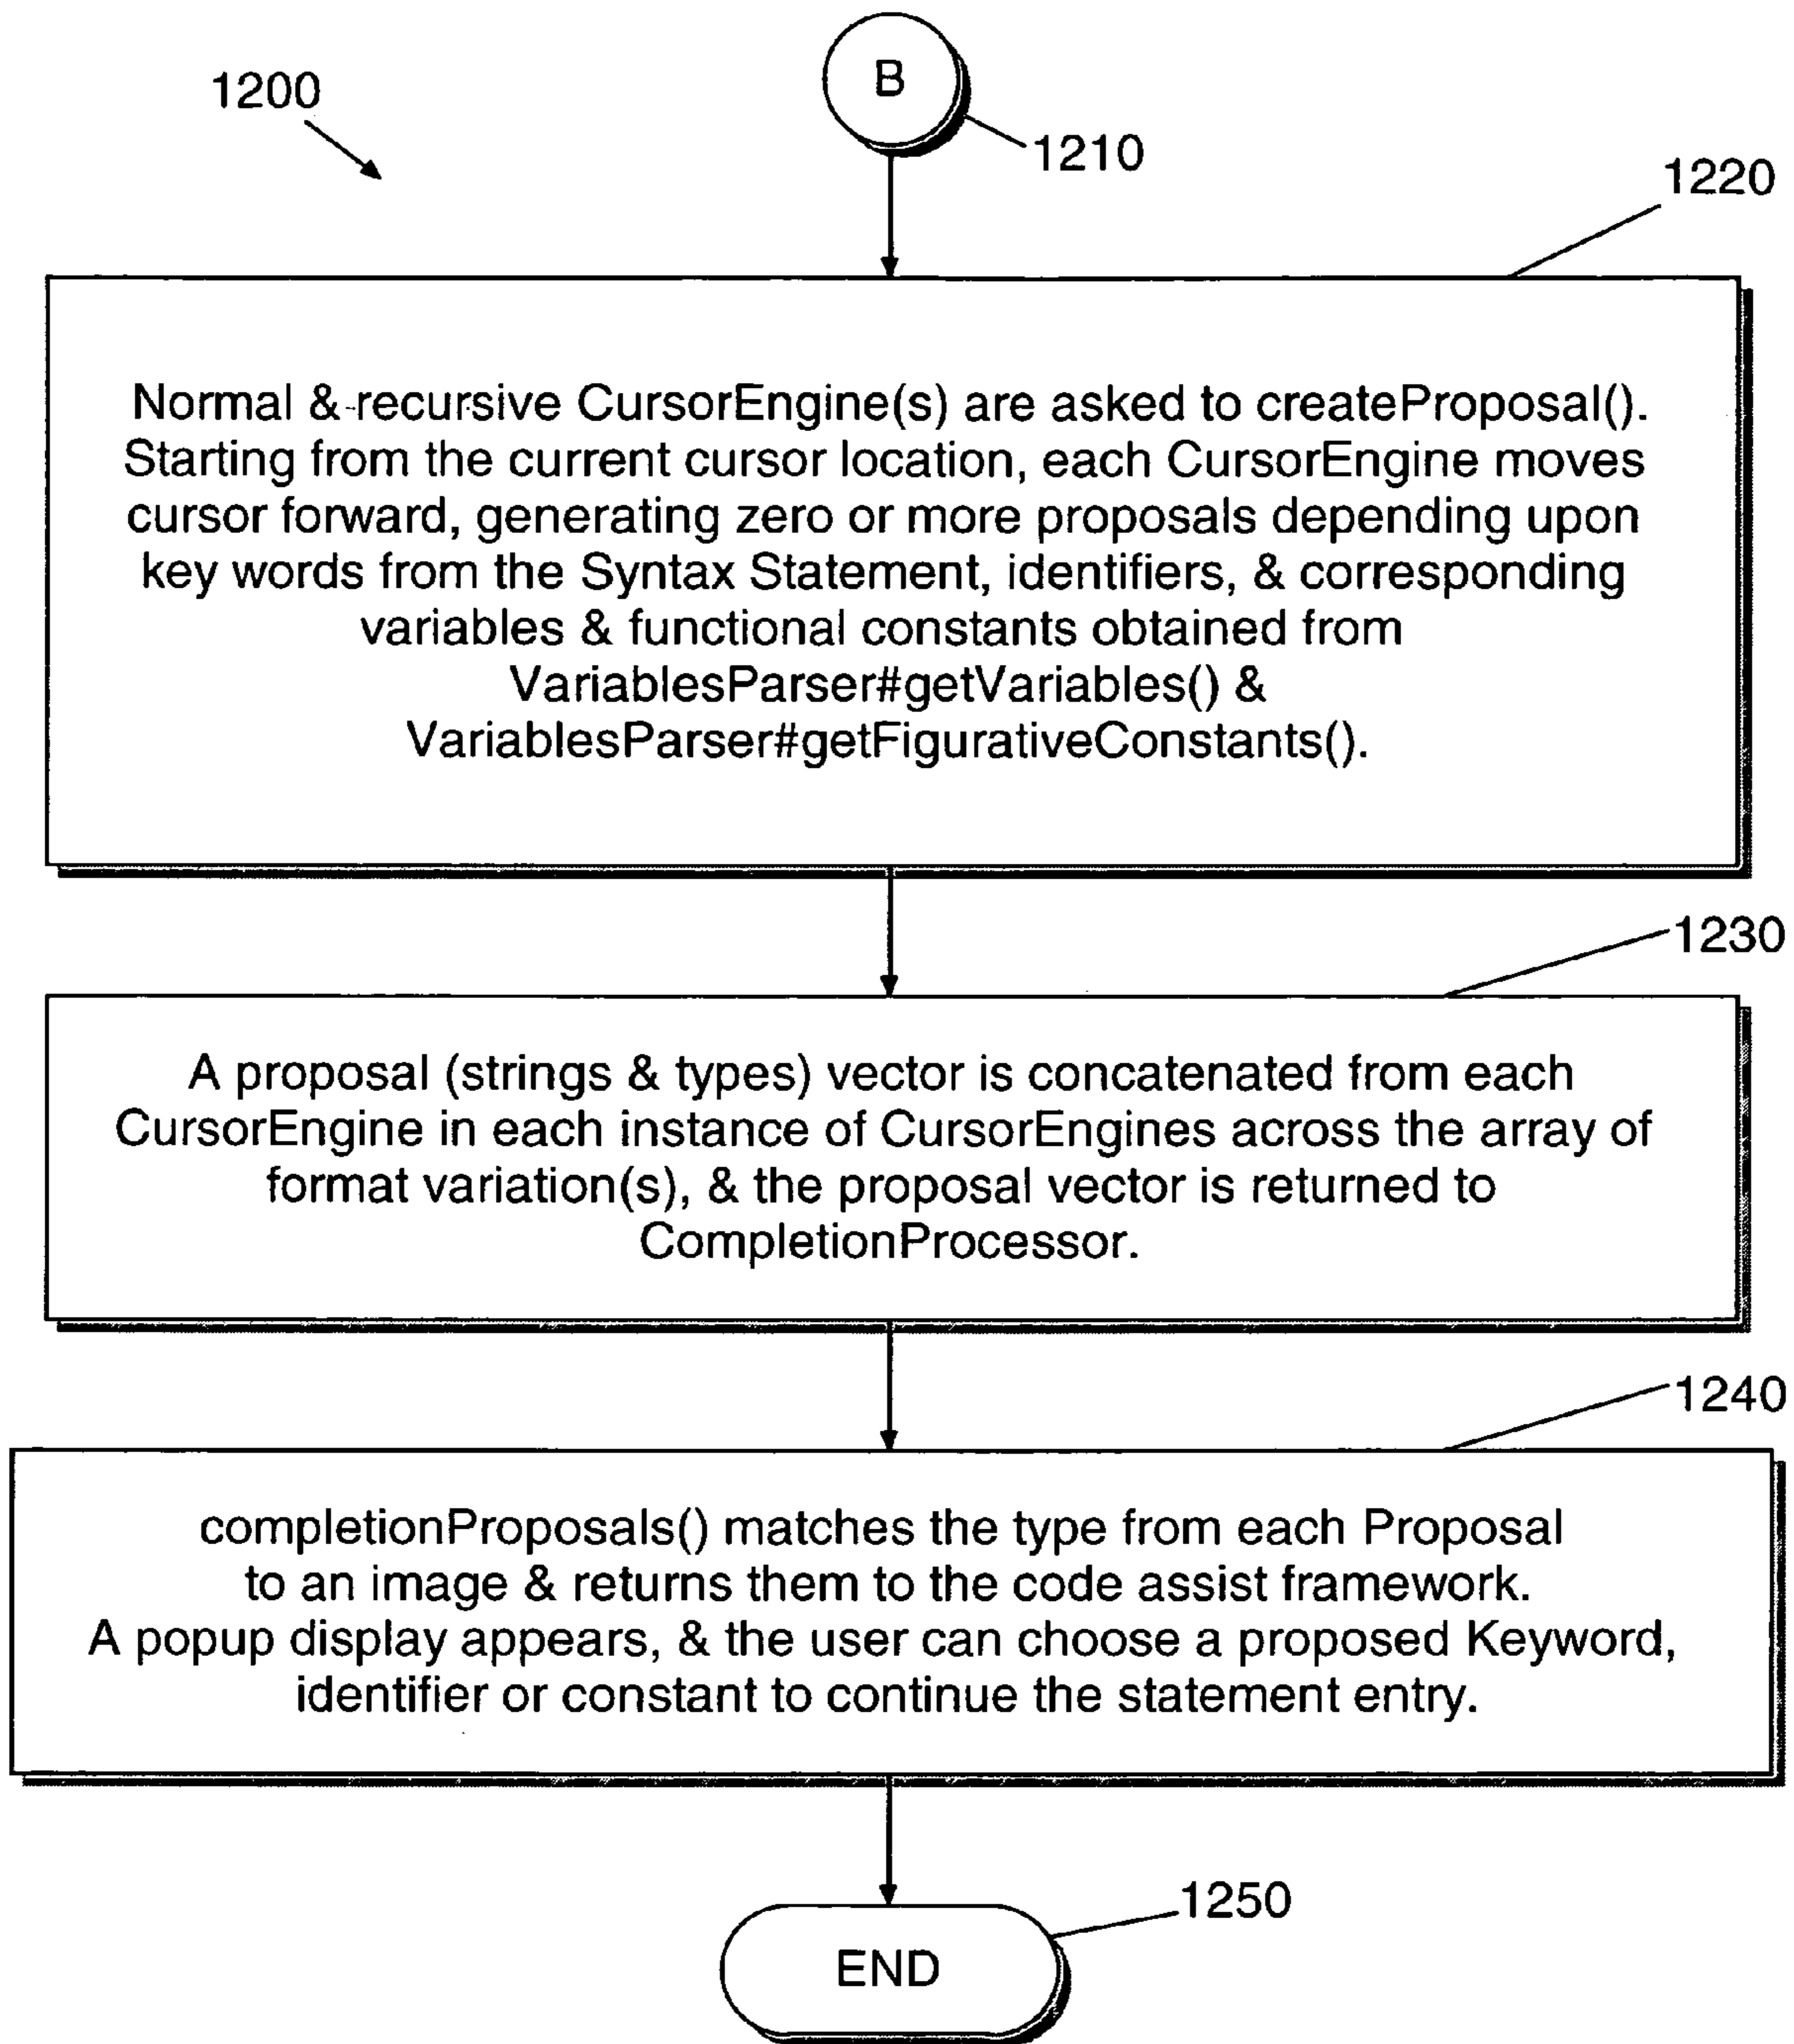 B
1200
1210
1220
Normal & recursive CursorEngine(s) are asked to createProposal().
Starting from the current cursor location, each CursorEngine moves
cursor forward, generating zero or more proposals depending upon
key words from the Syntax Statement, identifiers, & corresponding
variables & functional constants obtained from
VariablesParser#getVariables() &
VariablesParser#getFigurativeConstants().
1230
A proposal (strings & types) vector is concatenated from each
CursorEngine in each instance of CursorEngines across the array of
format variation(s), & the proposal vector is returned to
CompletionProcessor.
1240
completionProposals() matches the type from each Proposal
to an image & returns them to the code assist framework.
A popup display appears, & the user can choose a proposed Keyword,
identifier or constant to continue the statement entry.
1250
END